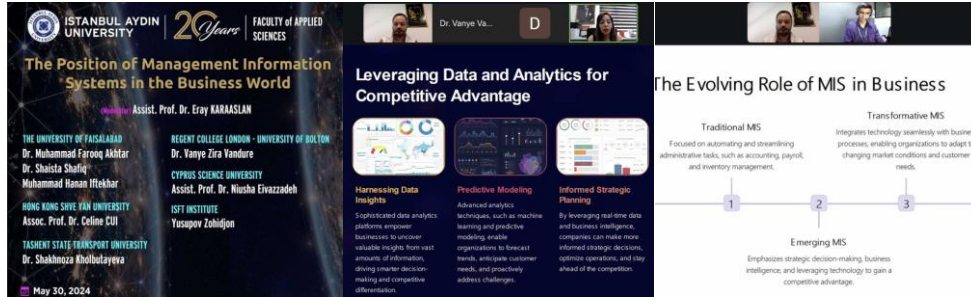 ISTANBUL AYDIN
UNIVERSITY
20 Years
FACULTY of APPLIED
SCIENCES
The Position of Management Information
Systems in the Business World
(Moderator) Assist. Prof. Dr. Eray KARAASLAN
THE UNIVERSITY OF FAISALABAD
Dr. Muhammad Farooq Akhtar
Dr. Shaista Shafiq
Muhammad Hanan Iftekhar
HONG KONG SHVE YAN UNIVERSITY
Assoc. Prof. Dr. Celine CUI
TASHENT STATE TRANSPORT UNIVERSITY
Dr. Shakhnoza Kholbutayeva
REGENT COLLEGE LONDON - UNIVERSITY OF BOLTON
Dr. Vanye Zira Vandure
CYPRUS SCIENCE UNIVERSITY
Assist. Prof. Dr. Niusha Eivazzadeh
ISFT INSTITUTE
Yusupov Zohidjon
May 30, 2024
Dr. Vanye Va...
D
Leveraging Data and Analytics for
Competitive Advantage
Harnessing Data
Insights
Sophisticated data analytics
platforms empower
businesses to uncover
valuable insights from vast
amounts of information,
driving smarter decision-
making and competitive
differentiation.
Predictive Modeling
Advanced analytics
techniques, such as machine
learning and predictive
modeling, enable
organizations to forecast
trends, anticipate customer
needs, and proactively
address challenges.
Informed Strategic
Planning
By leveraging real-time data
and business intelligence,
companies can make more
informed strategic decisions,
optimize operations, and stay
ahead of the competition.
The Evolving Role of MIS in Business
Traditional MIS
Focused on automating and streamlining
administrative tasks, such as accounting, payroll,
and inventory management.
Transformative MIS
Integrates technology seamlessly with busine
processes, enabling organizations to adapt t
changing market conditions and customer
needs.
1
2
3
Emerging MIS
Emphasizes strategic decision-making, business
intelligence, and leveraging technology to gain a
competitive advantage.